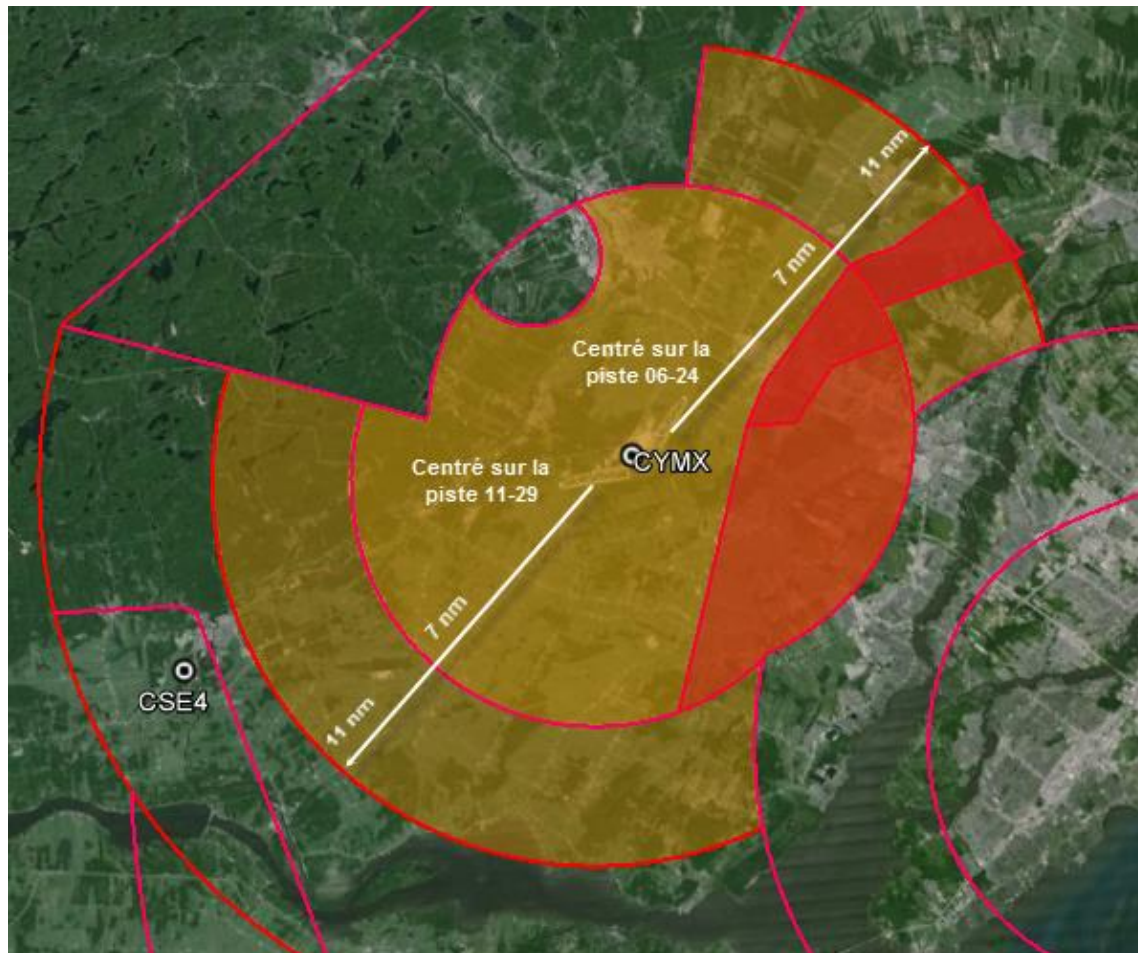 11 nm
7 nm
Centré sur la
piste 06-24
CYMX
Centré sur la
piste 11-29
7 nm
CSE4
11 nm